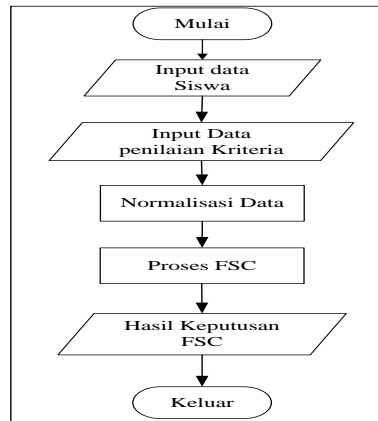 Mulai
Input data
Siswa
Input Data
penilaian Kriteria
Normalisasi Data
Proses FSC
Hasil Keputusan
FSC
Keluar